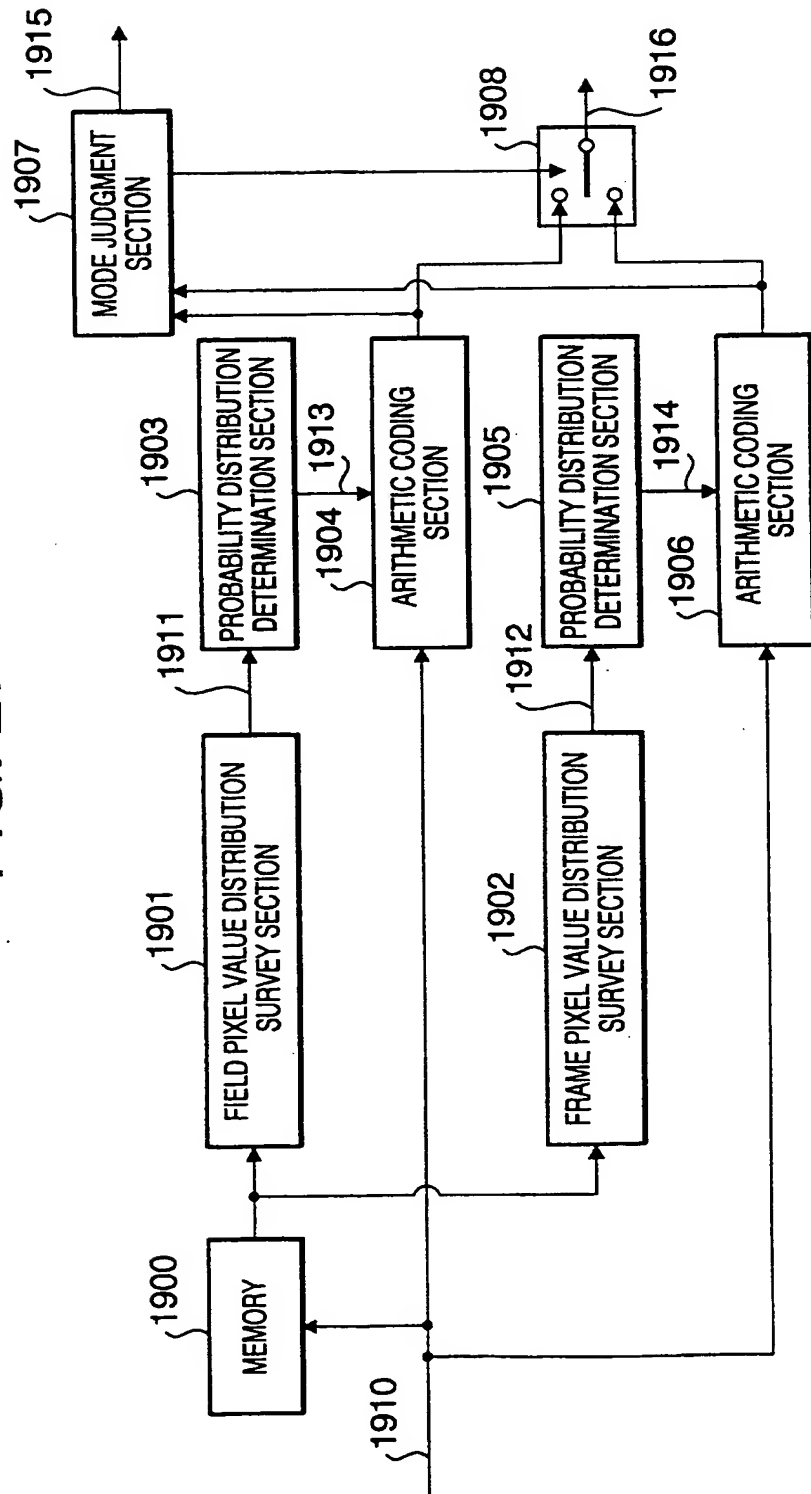 1910
1900
MEMORY
1901
FIELD PIXEL VALUE DISTRIBUTION
SURVEY SECTION
1911
1903
PROBABILITY DISTRIBUTION
DETERMINATION SECTION
1913
1904
ARITHMETIC CODING
SECTION
1902
FRAME PIXEL VALUE DISTRIBUTION
SURVEY SECTION
1912
1905
PROBABILITY DISTRIBUTION
DETERMINATION SECTION
1914
1906
ARITHMETIC CODING
SECTION
1907
MODE JUDGMENT
SECTION
1915
1908
1916